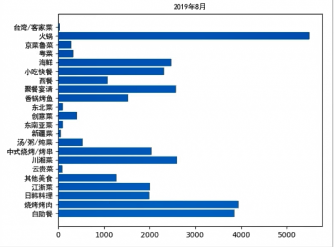 2019年8月
台湾/客家菜
火锅
京菜鲁菜
粤菜
海鲜
小吃快餐
西餐
聚餐宴请
香锅烤鱼
东北菜
创意菜
东南亚菜
新疆菜
汤/粥/炖菜
中式烧烤/烤串
川湘菜
云贵菜
其他美食
江浙菜
日韩料理
烧烤烤肉
自助餐
0 1000 2000 3000 4000 5000